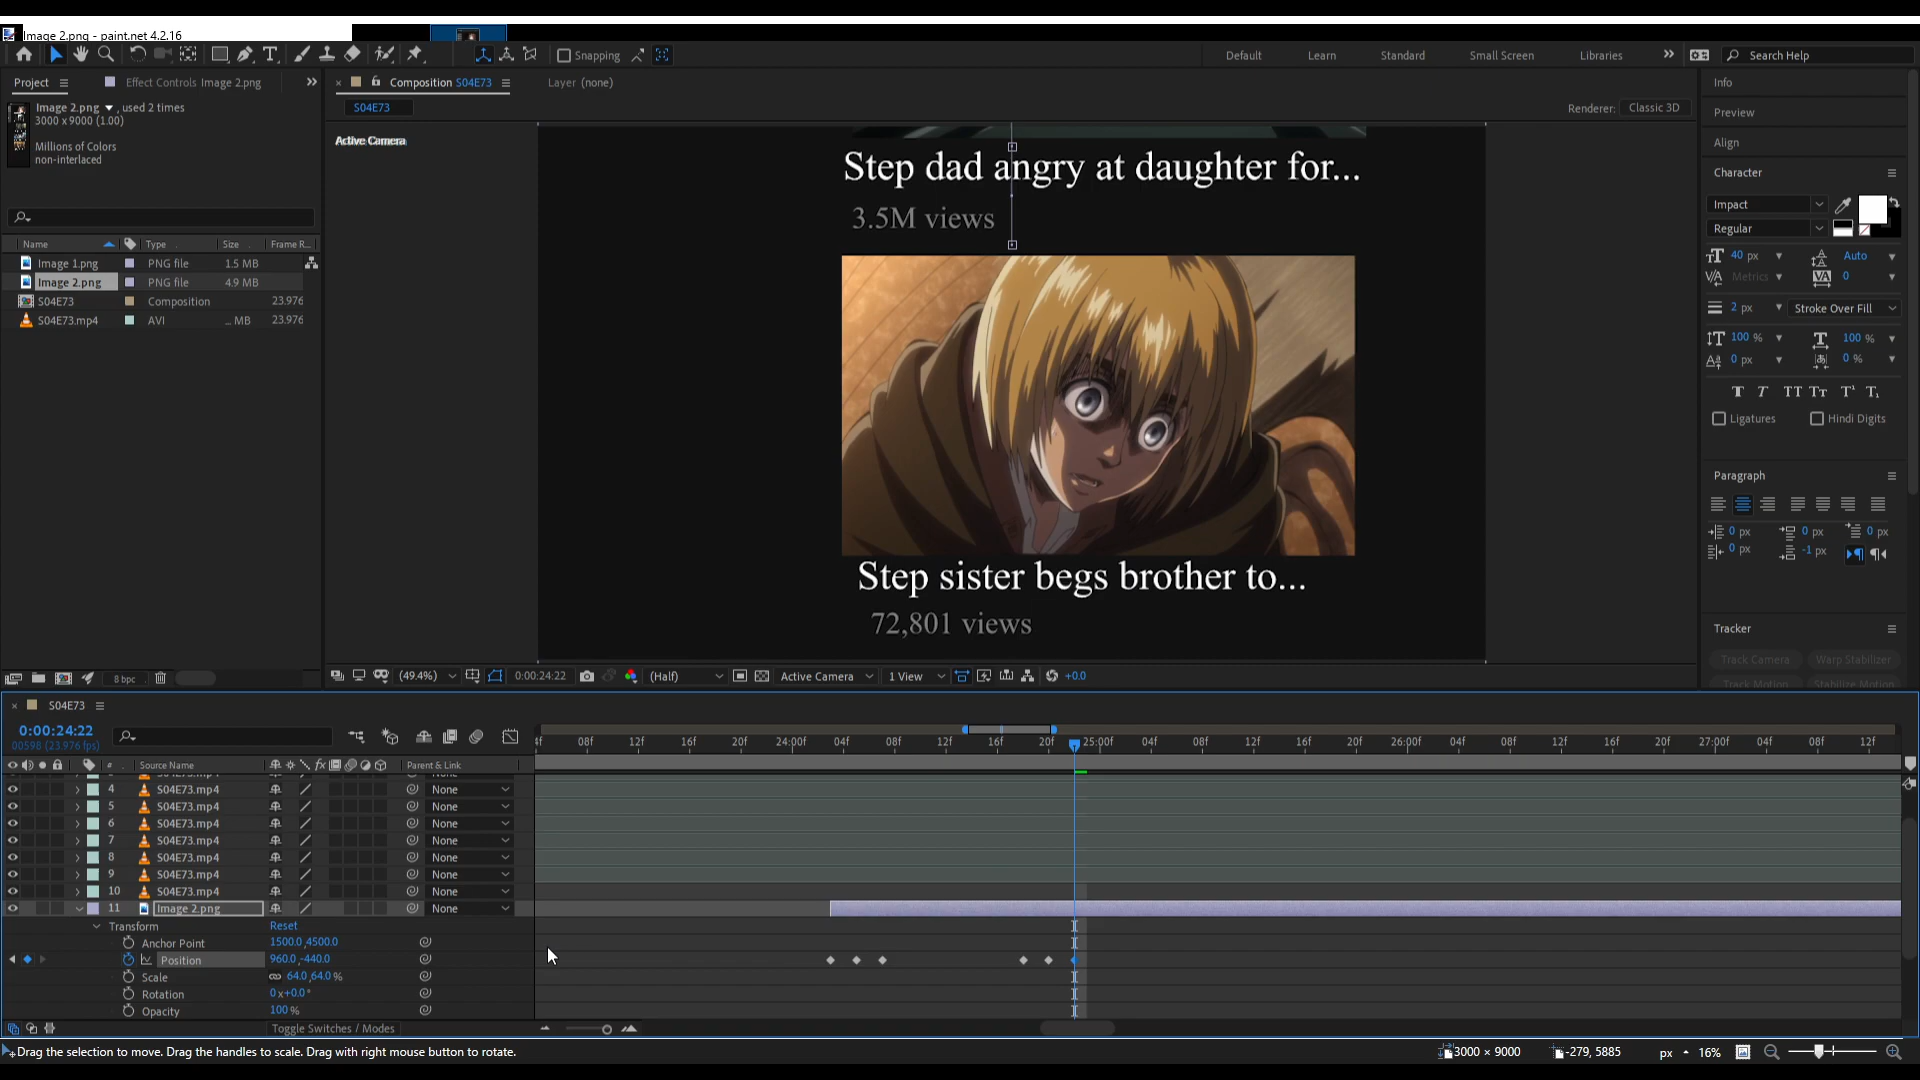 Image 2.png - paint.net 4.2.16
Snapping
Default Learn Standard Small Screen Libraries Search Help
Project Effect Controls Image 2.png
Composition S04E73 Layer (none)
S04E73
Renderer: Classic 3D
Image 2.png , used 2 times
3000 x 9000 (1.00)
Millions of Colors
non-interlaced
Active Camera
Step dad angry at daughter for...
3.5M views
Step sister begs brother to...
72,801 views
Name Type Size Frame R...
Image 1.png PNG file 1.5 MB
Image 2.png PNG file 4.9 MB
S04E73 Composition 23.976
S04E73.mp4 AVI ... MB 23.976
8 bpc
(49.4%) 0:00:24:22 (Half) Active Camera 1 View +0.0
Info
Preview
Align
Character
Impact
Regular
40 px Auto
Metrics 0
2 px Stroke Over Fill
100 % 100 %
0 px 0 %
T T TT Tr T' T,
Ligatures Hindi Digits
Paragraph
0 px 0 px 0 px
0 px -1 px
Tracker
Track Camera Warp Stabilizer
Track Motion Stabilize Motion
S04E73
0:00:24:22
00598 (23.976 fps)
4f 08f 12f 16f 20f 24:00f 04f 08f 12f 16f 20f 25:00f 04f 08f 12f 16f 20f 26:00f 04f 08f 12f 16f 20f 27:00f 04f 08f 12f
# Source Name fx Parent & Link
4 S04E73.mp4 None
5 S04E73.mp4 None
6 S04E73.mp4 None
7 S04E73.mp4 None
8 S04E73.mp4 None
9 S04E73.mp4 None
10 S04E73.mp4 None
11 Image 2.png None
Transform Reset
Anchor Point 1500.0,4500.0
Position 960.0,-440.0
Scale 64.0,64.0 %
Rotation 0x+0.0°
Opacity 100 %
Toggle Switches / Modes
Drag the selection to move. Drag the handles to scale. Drag with right mouse button to rotate.
3000 × 9000 -279, 5885 px 16%